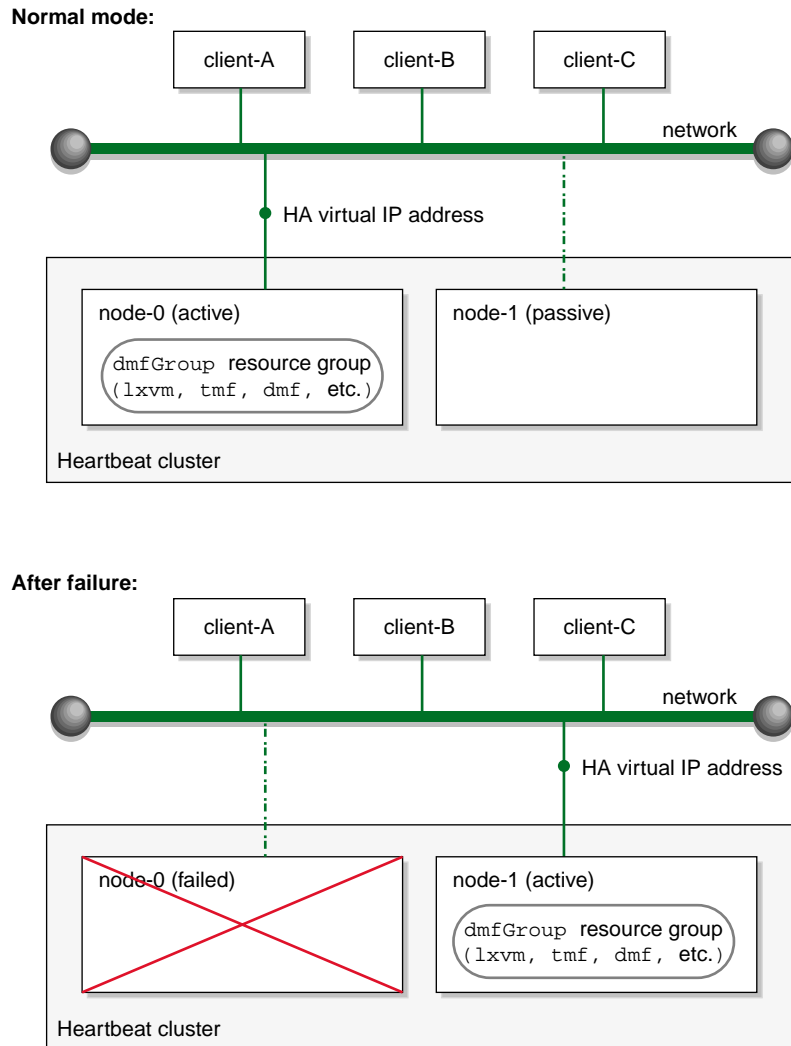 Normal mode:
client-A
client-B
client-C
network
HA virtual IP address
node-0 (active)
dmfGroup resource group
(lxvm, tmf, dmf, etc.)
node-1 (passive)
Heartbeat cluster
After failure:
client-A
client-B
client-C
network
HA virtual IP address
node-0 (failed)
node-1 (active)
dmfGroup resource group
(lxvm, tmf, dmf, etc.)
Heartbeat cluster